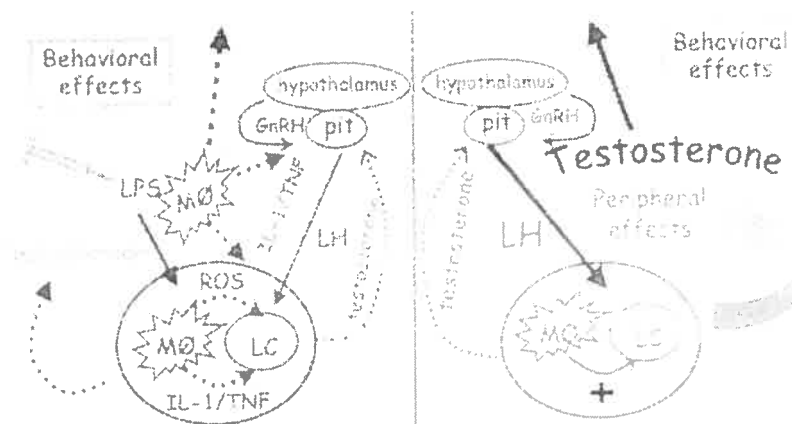 Behavioral
effects
hypothalamus
GnRH
pit
LPS
MØ
IL-1/TNF
LH
testosterone
ROS
MØ
LC
IL-1/TNF
Behavioral
effects
hypothalamus
pit
GnRH
Testosterone
Peripheral
effects
testosterone
LH
MØ
LC
+